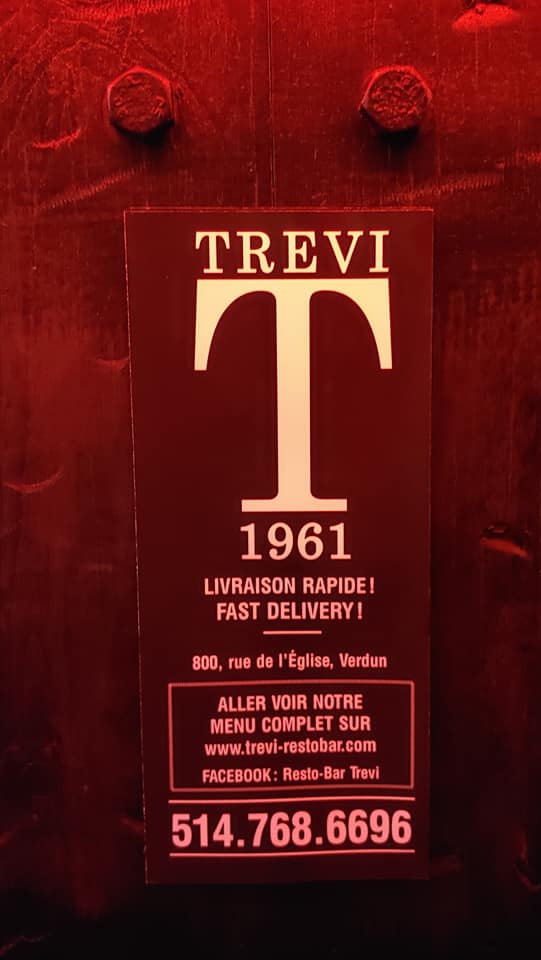 TREVI
T
1961
LIVRAISON RAPIDE!
FAST DELIVERY!
800, rue de l'Église, Verdun
ALLER VOIR NOTRE
MENU COMPLET SUR
www.trevi-restobar.com
FACEBOOK: Resto-Bar Trevi
514.768.6696